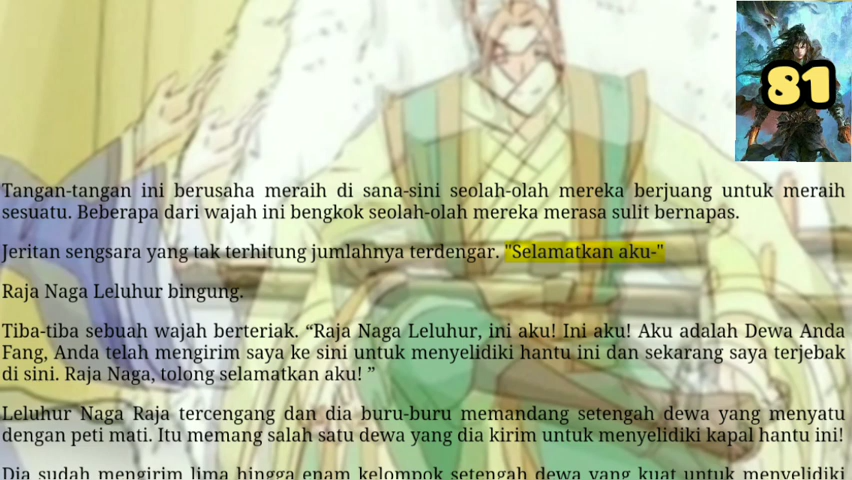 81
Tangan-tangan ini berusaha meraih di sana-sini seolah-olah mereka berjuang untuk meraih
sesuatu. Beberapa dari wajah ini bengkok seolah-olah mereka merasa sulit bernapas.
Jeritan sengsara yang tak terhitung jumlahnya terdengar. "Selamatkan aku-"
Raja Naga Leluhur bingung.
Tiba-tiba sebuah wajah berteriak. “Raja Naga Leluhur, ini aku! Ini aku! Aku adalah Dewa Anda
Fang, Anda telah mengirim saya ke sini untuk menyelidiki hantu ini dan sekarang saya terjebak
di sini. Raja Naga, tolong selamatkan aku! ”
Leluhur Naga Raja tercengang dan dia buru-buru memandang setengah dewa yang menyatu
dengan peti mati. Itu memang salah satu dewa yang dia kirim untuk menyelidiki kapal hantu ini!
Dia sudah mengirim lima hingga enam kelompok setengah dewa yang kuat untuk menyelidiki